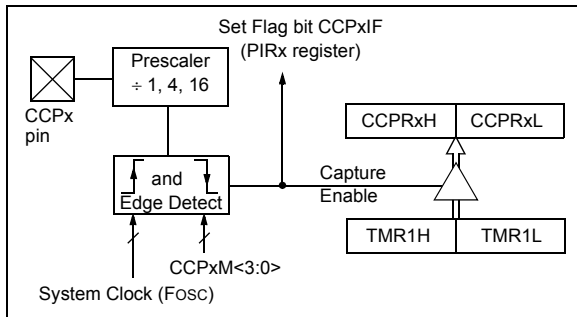 Set Flag bit CCPxIF
(PIRx register)
Prescaler
÷ 1, 4, 16
CCPx
pin
CCPRxH
CCPRxL
and
Edge Detect
Capture
Enable
TMR1H
TMR1L
CCPxM<3:0>
System Clock (FOSC)